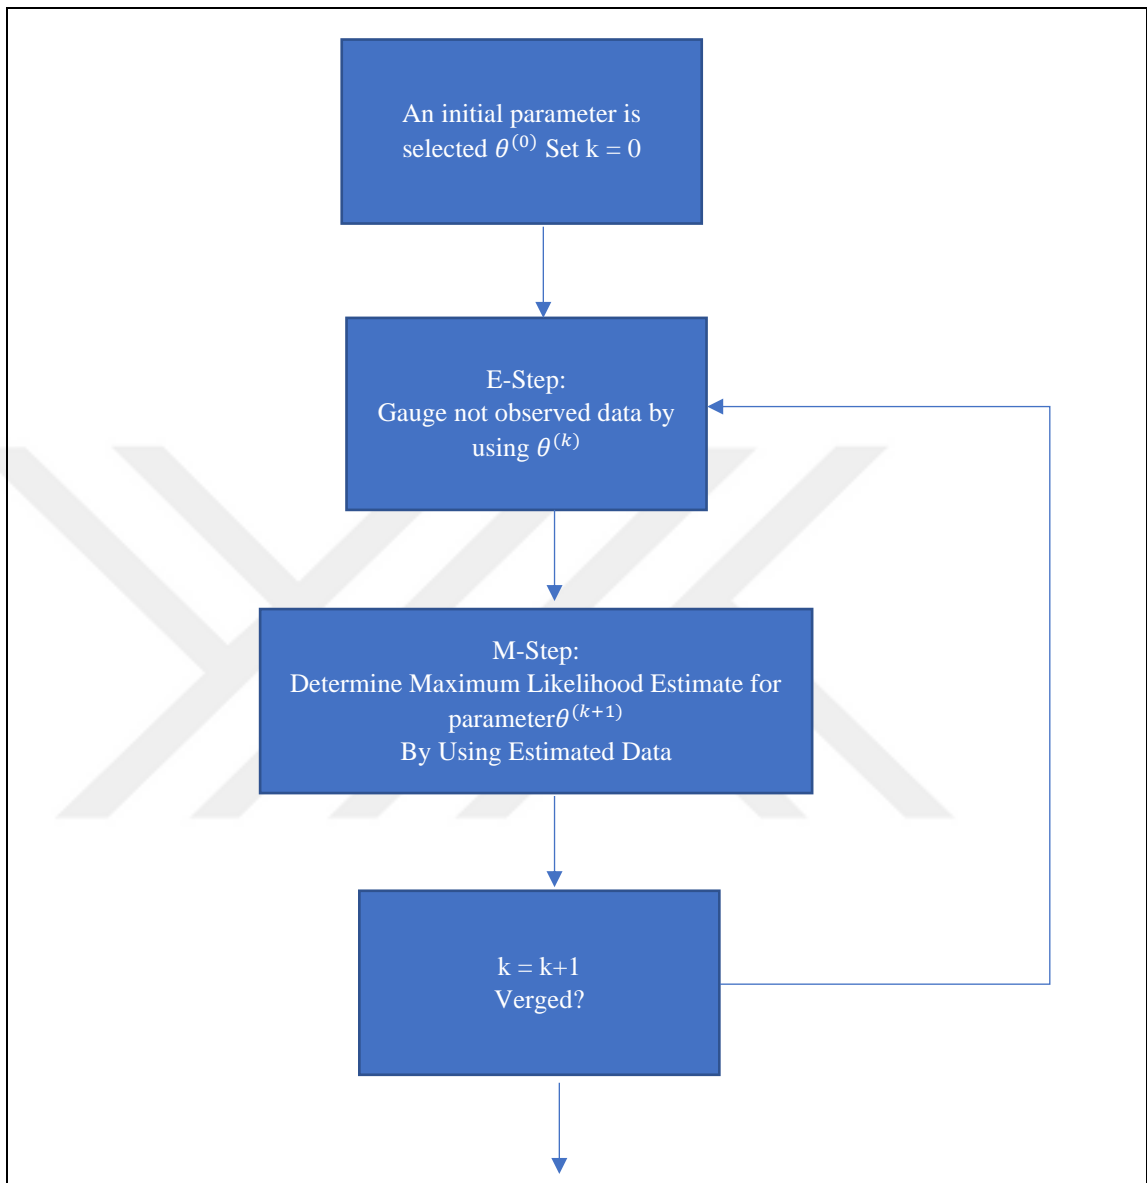 An initial parameter is
selected θ^(0) Set k = 0
E-Step:
Gauge not observed data by
using θ^(k)
M-Step:
Determine Maximum Likelihood Estimate for
parameterθ^(k+1)
By Using Estimated Data
k = k+1
Verged?